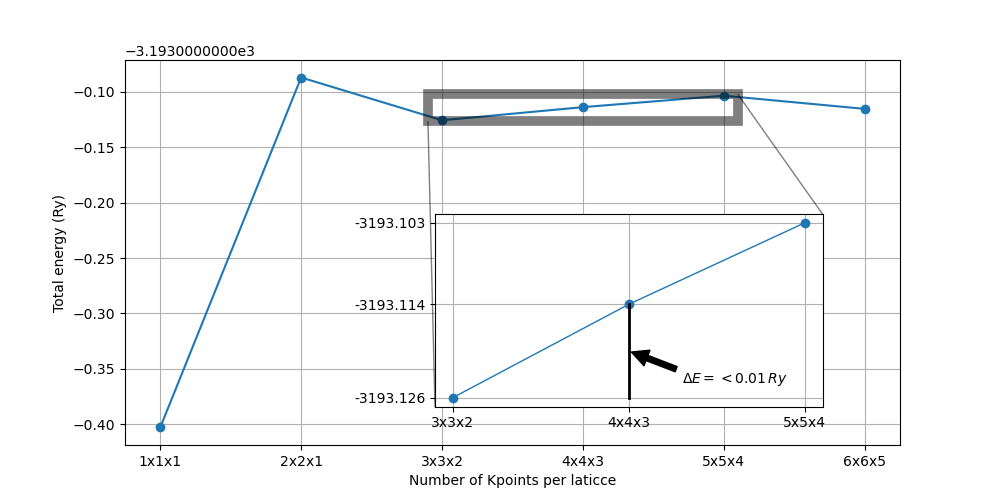 −3.1930000000e3
−0.10
−0.15
−0.20
−0.25
−0.30
−0.35
−0.40
Total energy (Ry)
-3193.103
-3193.114
-3193.126
ΔE = < 0.01 Ry
3x3x2 4x4x3 5x5x4
1x1x1 2x2x1 3x3x2 4x4x3 5x5x4 6x6x5
Number of Kpoints per laticce